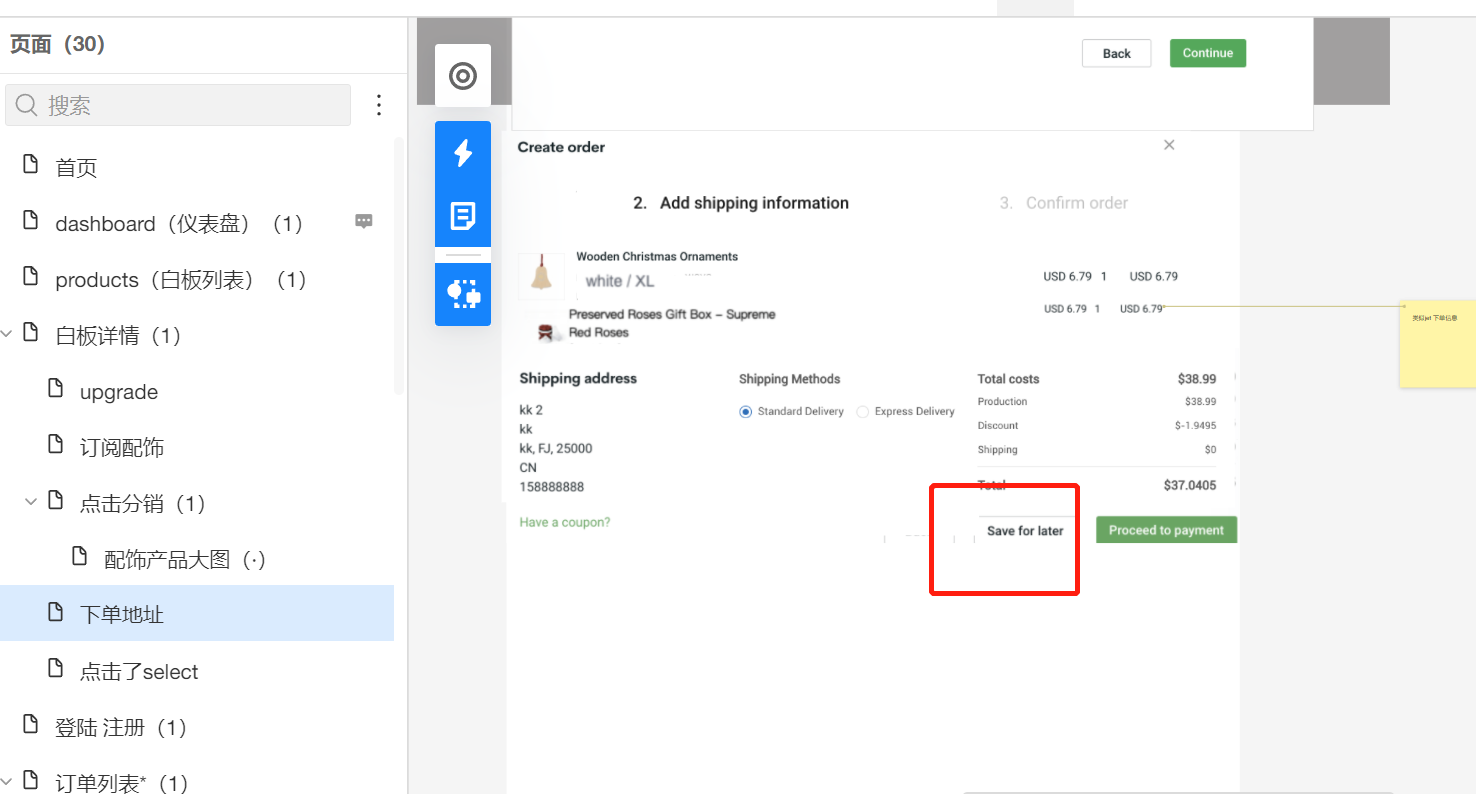 页面（30）
搜索
首页
dashboard（仪表盘）（1）
products（白板列表）（1）
白板详情（1）
upgrade
订阅配饰
点击分销（1）
配饰产品大图（·）
下单地址
点击了select
登陆 注册（1）
订单列表*（1）
Back
Continue
Create order
2. Add shipping information
3. Confirm order
Wooden Christmas Ornaments
white / XL
USD 6.79 1 USD 6.79
Preserved Roses Gift Box – Supreme
Red Roses
USD 6.79 1 USD 6.79
Shipping address
kk 2
kk
kk, FJ, 25000
CN
158888888
Have a coupon?
Shipping Methods
Standard Delivery
Express Delivery
Total costs $38.99
Production $38.99
Discount $-1.9495
Shipping $0
Total $37.0405
Save for later
Proceed to payment
下单信息